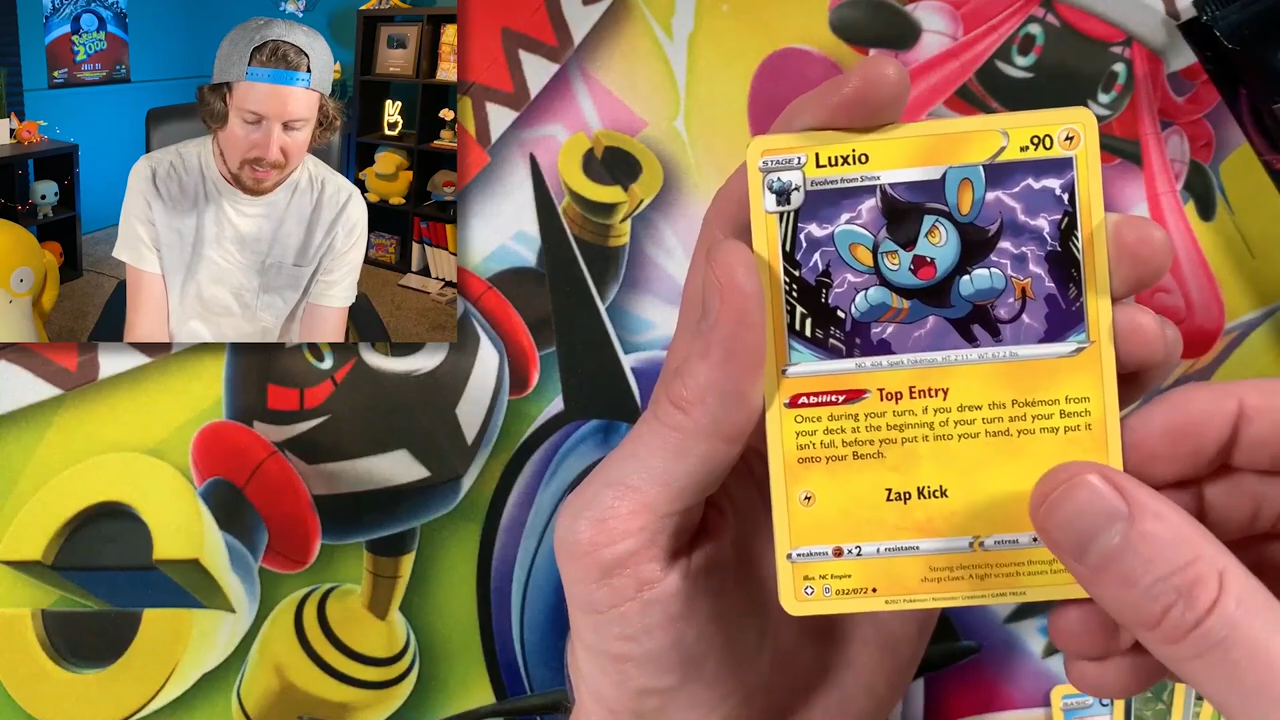 Pokémon
2000
JULY 21
STAGE 1
Luxio
HP 90
Evolves from Shinx
NO. 404 Spark Pokémon HT: 2'11" WT: 67.2 lbs.
Ability Top Entry
Once during your turn, if you drew this Pokémon from
your deck at the beginning of your turn and your Bench
isn't full, before you put it into your hand, you may put it
onto your Bench.
Zap Kick
weakness ×2 resistance retreat
Strong electricity courses through
sharp claws. A light scratch causes
Illus. NC Empire
D 032/072
©2021 Pokémon / Nintendo / Creatures / GAME FREAK
BASIC